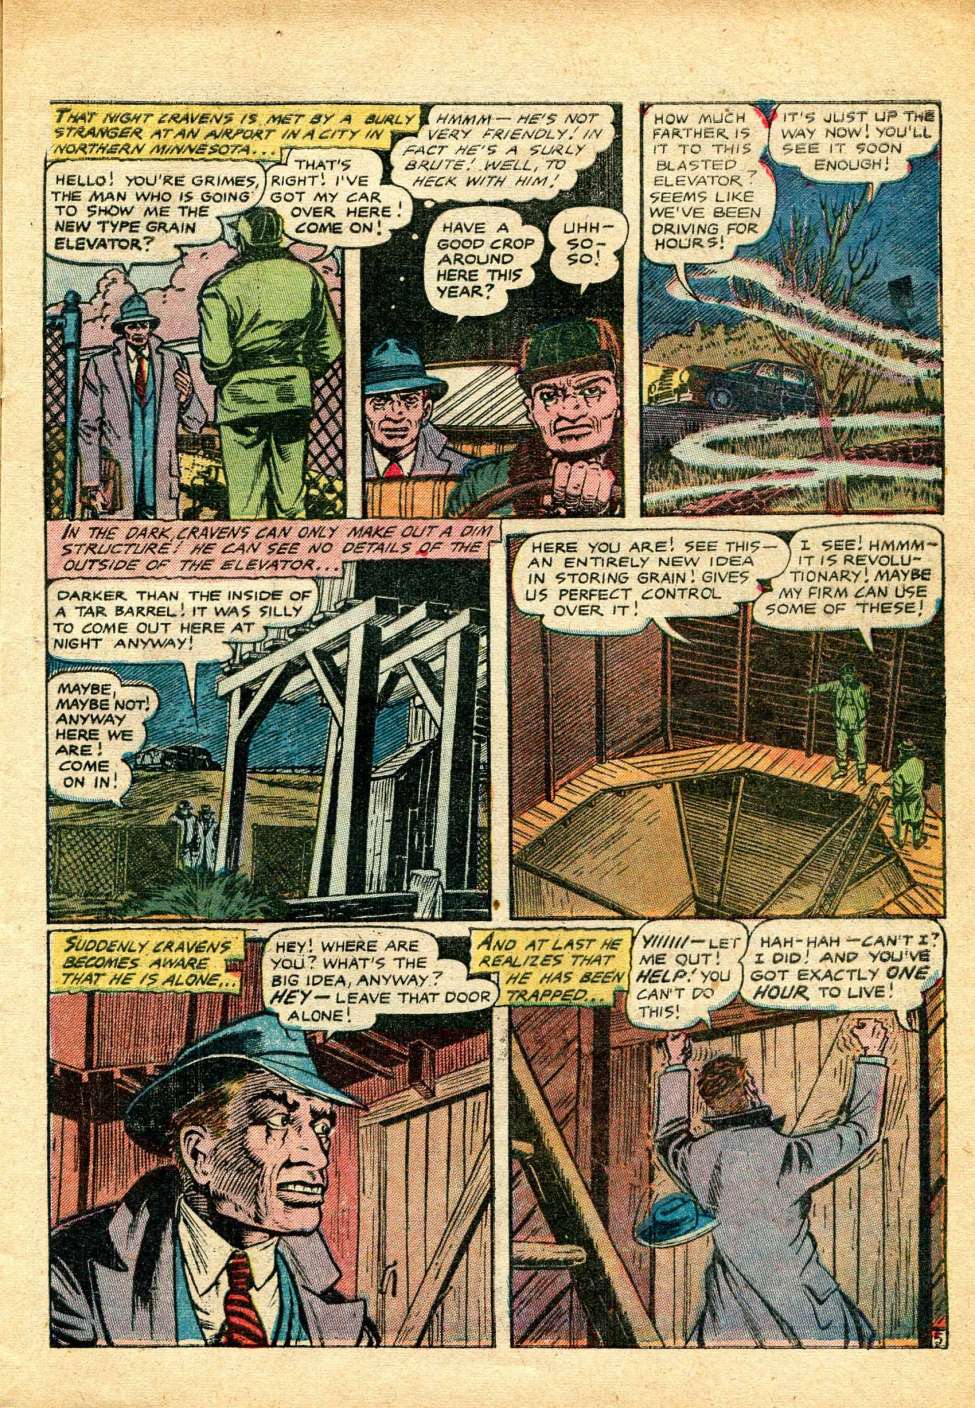 THAT NIGHT CRAVENS IS MET BY A BURLY
STRANGER AT AN AIRPORT IN A CITY IN
NORTHERN MINNESOTA...
HELLO! YOU'RE GRIMES,
THE MAN WHO IS GOING
TO SHOW ME THE
NEW TYPE GRAIN
ELEVATOR?
THAT'S
RIGHT! I'VE
GOT MY CAR
OVER HERE!
COME ON!
HMMM — HE'S NOT
VERY FRIENDLY! IN
FACT HE'S A SURLY
BRUTE! WELL, TO
HECK WITH HIM!
HAVE A
GOOD CROP
AROUND
HERE THIS
YEAR?
UHH—
SO—
SO!
HOW MUCH
FARTHER IS
IT TO THIS
BLASTED
ELEVATOR?
SEEMS LIKE
WE'VE BEEN
DRIVING FOR
HOURS!
IT'S JUST UP THE
WAY NOW! YOU'LL
SEE IT SOON
ENOUGH!
IN THE DARK, CRAVENS CAN ONLY MAKE OUT A DIM
STRUCTURE! HE CAN SEE NO DETAILS OF THE
OUTSIDE OF THE ELEVATOR...
DARKER THAN THE INSIDE OF
A TAR BARREL! IT WAS SILLY
TO COME OUT HERE AT
NIGHT ANYWAY!
MAYBE,
MAYBE NOT!
ANYWAY
HERE WE
ARE!
COME
ON IN!
HERE YOU ARE! SEE THIS—
AN ENTIRELY NEW IDEA
IN STORING GRAIN! GIVES
US PERFECT CONTROL
OVER IT!
I SEE! HMMM—
IT IS REVOLU-
TIONARY! MAYBE
MY FIRM CAN USE
SOME OF THESE!
SUDDENLY CRAVENS
BECOMES AWARE
THAT HE IS ALONE...
HEY! WHERE ARE
YOU? WHAT'S THE
BIG IDEA, ANYWAY?
HEY — LEAVE THAT DOOR
ALONE!
AND AT LAST HE
REALIZES THAT
HE HAS BEEN
TRAPPED...
YIIIII — LET
ME OUT!
HELP! YOU
CAN'T DO
THIS!
HAH-HAH — CAN'T I?
I DID! AND YOU'VE
GOT EXACTLY ONE
HOUR TO LIVE!
5